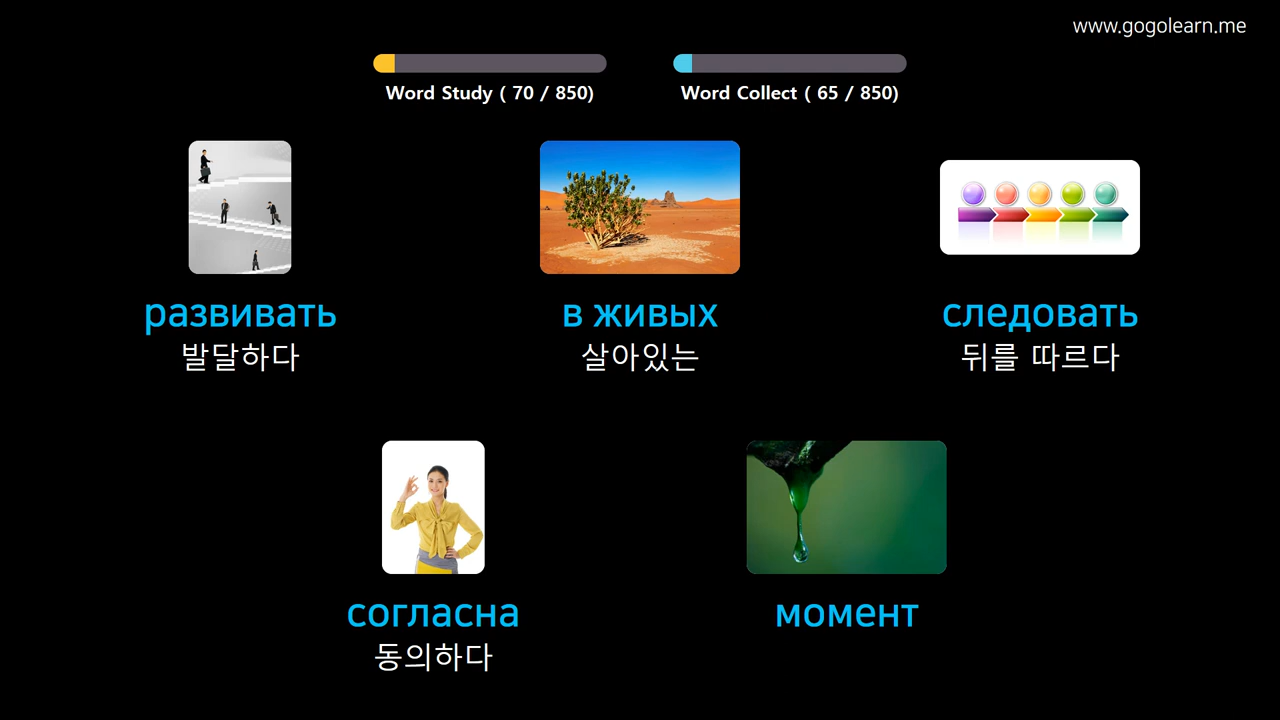 www.gogolearn.me
Word Study ( 70 / 850)
Word Collect ( 65 / 850)
развивать
발달하다
в живых
살아있는
следовать
뒤를 따르다
согласна
동의하다
момент